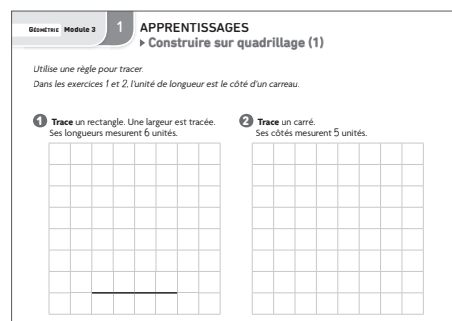 GÉOMÉTRIE Module 3
1
APPRENTISSAGES
▸ Construire sur quadrillage (1)
Utilise une règle pour tracer.
Dans les exercices 1 et 2, l'unité de longueur est le côté d'un carreau.
1 Trace un rectangle. Une largeur est tracée.
Ses longueurs mesurent 6 unités.
2 Trace un carré.
Ses côtés mesurent 5 unités.